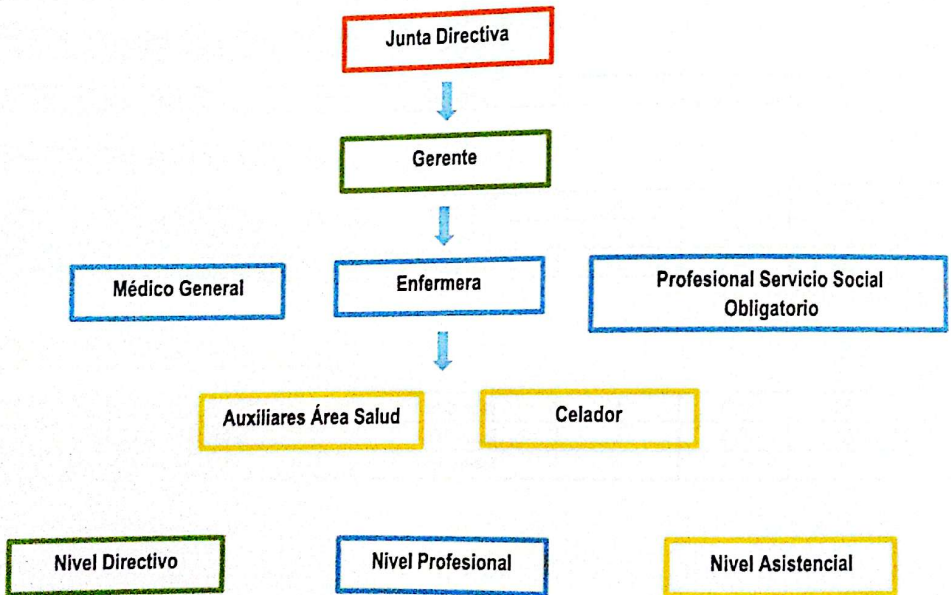 Junta Directiva
Gerente
Médico General
Enfermera
Profesional Servicio Social
Obligatorio
Auxiliares Área Salud
Celador
Nivel Directivo
Nivel Profesional
Nivel Asistencial